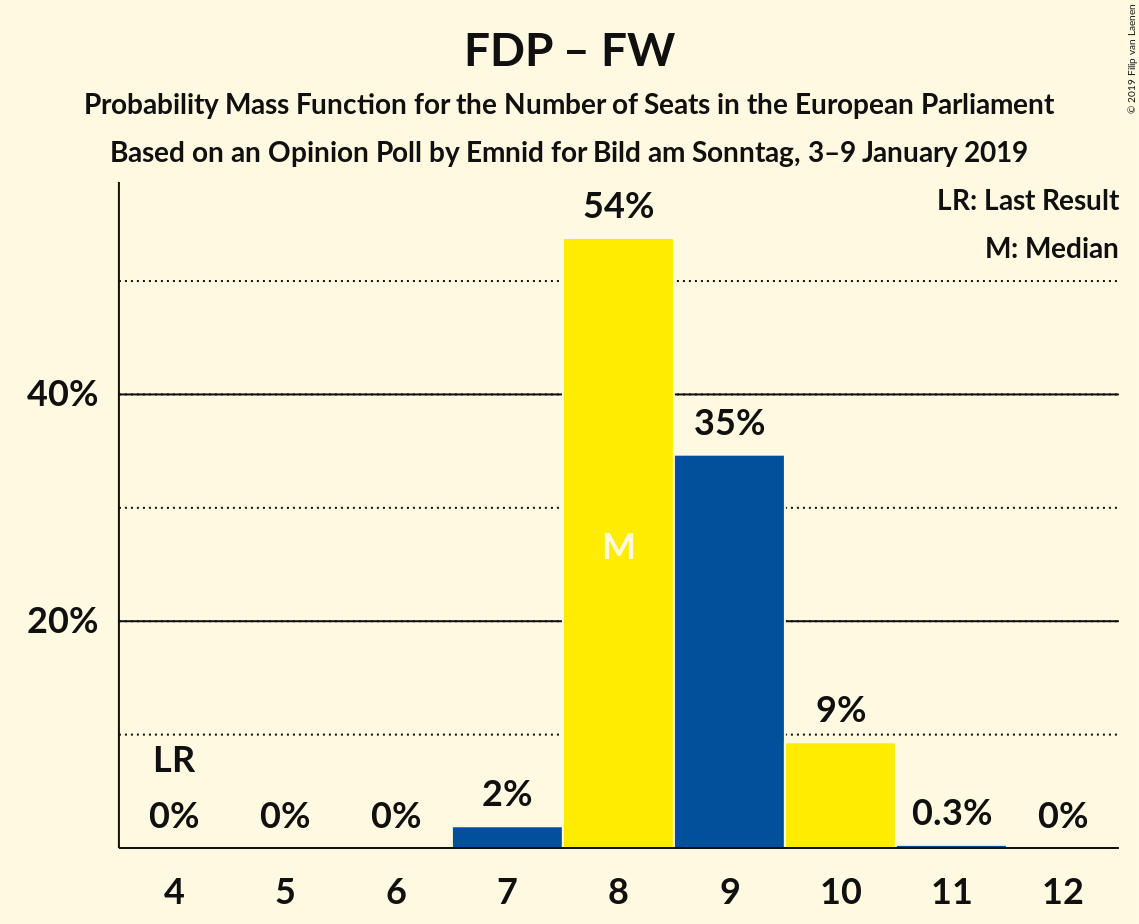 FDP – FW
Probability Mass Function for the Number of Seats in the European Parliament
Based on an Opinion Poll by Emnid for Bild am Sonntag, 3–9 January 2019
© 2019 Filip van Laenen
LR: Last Result
M: Median
40%
20%
LR
0%
0%
0%
2%
54%
M
35%
9%
0.3%
0%
4 5 6 7 8 9 10 11 12